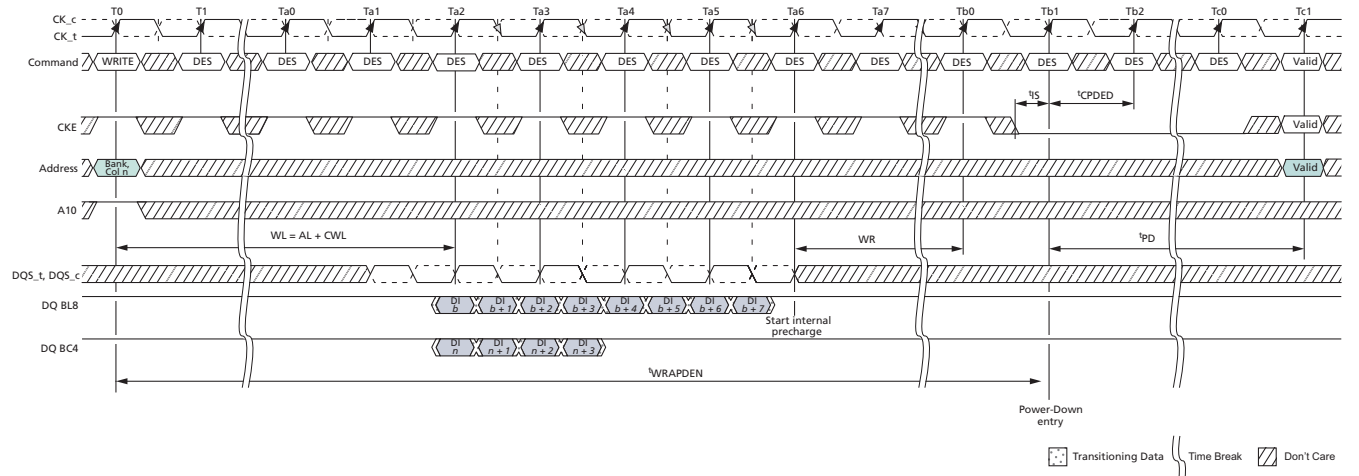 T0 T1 Ta0 Ta1 Ta2 Ta3 Ta4 Ta5 Ta6 Ta7 Tb0 Tb1 Tb2 Tc0 Tc1
CK_c
CK_t
Command WRITE DES DES DES DES DES DES DES DES DES DES DES DES DES Valid
tIS tCPDED
CKE Valid
Address Bank, Col n Valid
A10
WL = AL + CWL WR tPD
DQS_t, DQS_c
DQ BL8 DI b DI b + 1 DI b + 2 DI b + 3 DI b + 4 DI b + 5 DI b + 6 DI b + 7
Start internal
precharge
DQ BC4 DI n DI n + 1 DI n + 2 DI n + 3
tWRAPDEN
Power-Down
entry
Transitioning Data Time Break Don't Care